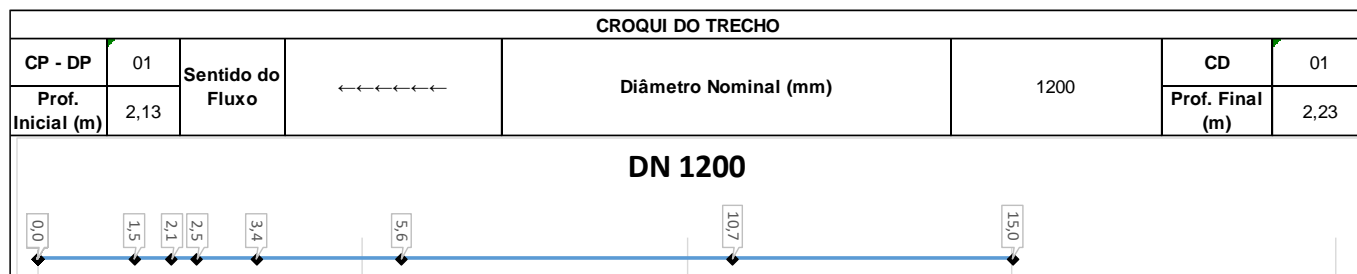 CROQUI DO TRECHO
CP - DP 01 Sentido do Fluxo ←←←←←← Diâmetro Nominal (mm) 1200 CD 01
Prof. Inicial (m) 2,13 Prof. Final (m) 2,23
DN 1200
0,0 1,5 2,1 2,5 3,4 5,6 10,7 15,0